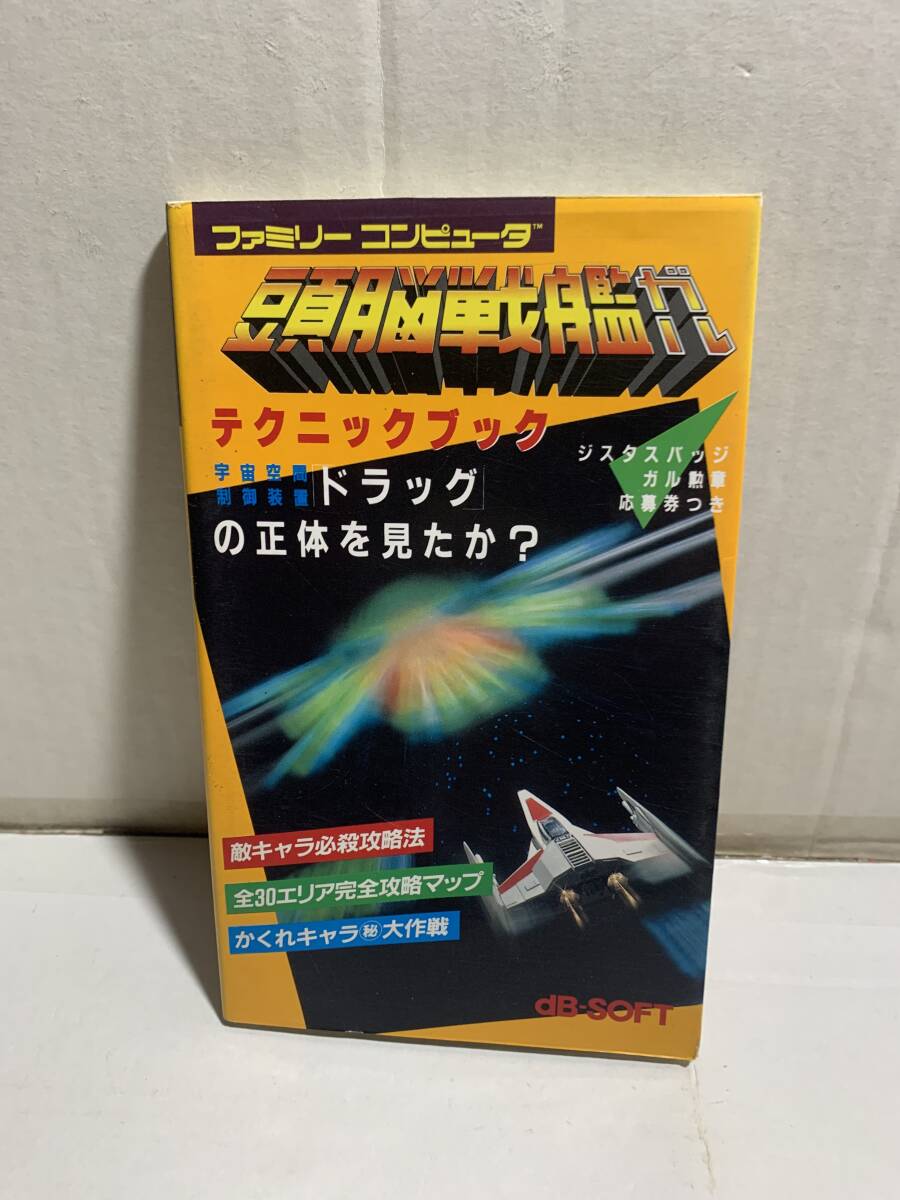 ファミリー コンピュータ™
頭脳戦艦ガル
テクニックブック
宇宙空間
制御装置「ドラッグ」
の正体を見たか?
ジスタスバッジ
ガル勲章
応募券つき
敵キャラ必殺攻略法
全30エリア完全攻略マップ
かくれキャラ㊙大作戦
dB-SOFT